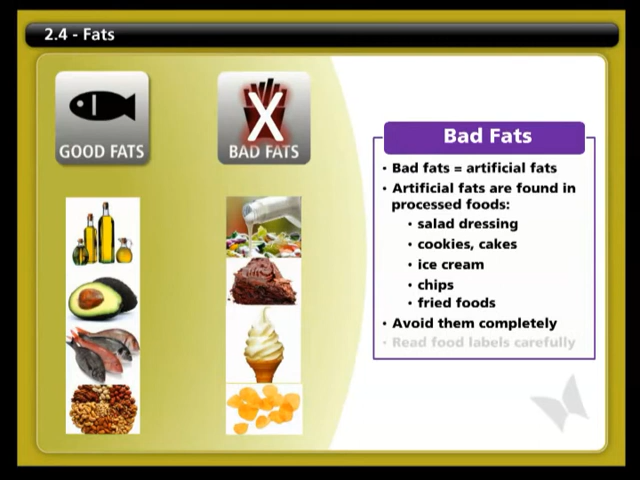 2.4 - Fats
GOOD FATS
BAD FATS
Bad Fats
• Bad fats = artificial fats
• Artificial fats are found in
processed foods:
• salad dressing
• cookies, cakes
• ice cream
• chips
• fried foods
• Avoid them completely
• Read food labels carefully